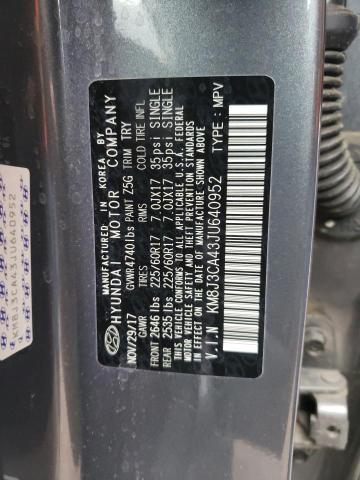 MANUFACTURED IN KOREA BY
HYUNDAI MOTOR COMPANY
NOV/29/17 GVWR 4740lbs PAINT Z5G TRIM TRY
GAWR TIRES RIMS COLD TIRE INFL
FRONT 2646 lbs 225/60R17 7.0JX17 35psi SINGLE
REAR 2535 lbs 225/60R17 7.0JX17 35psi SINGLE
THIS VEHICLE CONFORMS TO ALL APPLICABLE U.S.A FEDERAL
MOTOR VEHICLE SAFETY AND THEFT PREVENTION STANDARDS
IN EFFECT ON THE DATE OF MANUFACTURE SHOWN ABOVE.
V.I.N KM8J3CA43JU640952 TYPE : MPV
KM8J3CA43JU640952